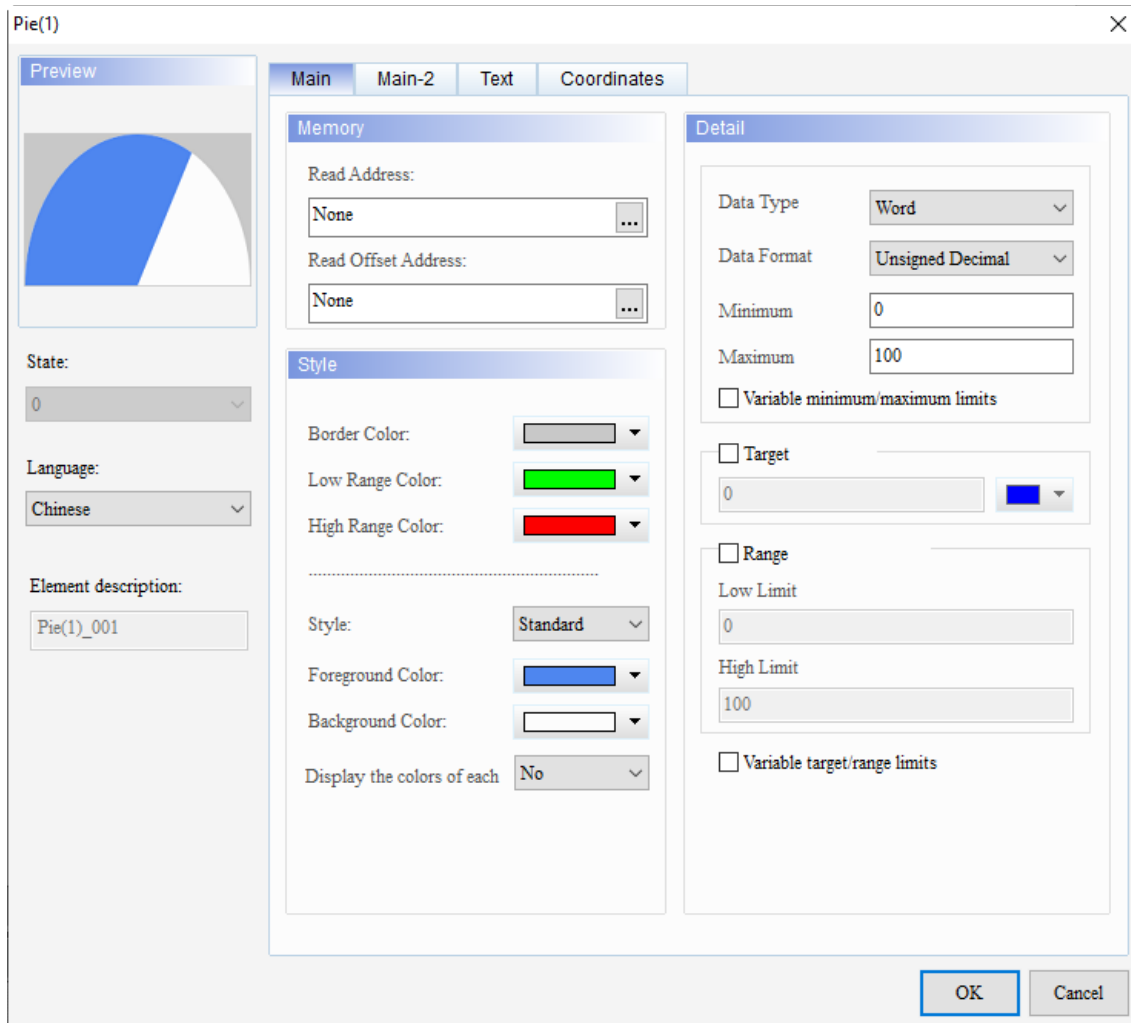 Pie(1)
Preview
State:
0
Language:
Chinese
Element description:
Pie(1)_001
Main Main-2 Text Coordinates
Memory
Read Address:
None
...
Read Offset Address:
None
...
Style
Border Color:
Low Range Color:
High Range Color:
Style: Standard
Foreground Color:
Background Color:
Display the colors of each No
Detail
Data Type Word
Data Format Unsigned Decimal
Minimum 0
Maximum 100
Variable minimum/maximum limits
Target
0
Range
Low Limit
0
High Limit
100
Variable target/range limits
OK Cancel